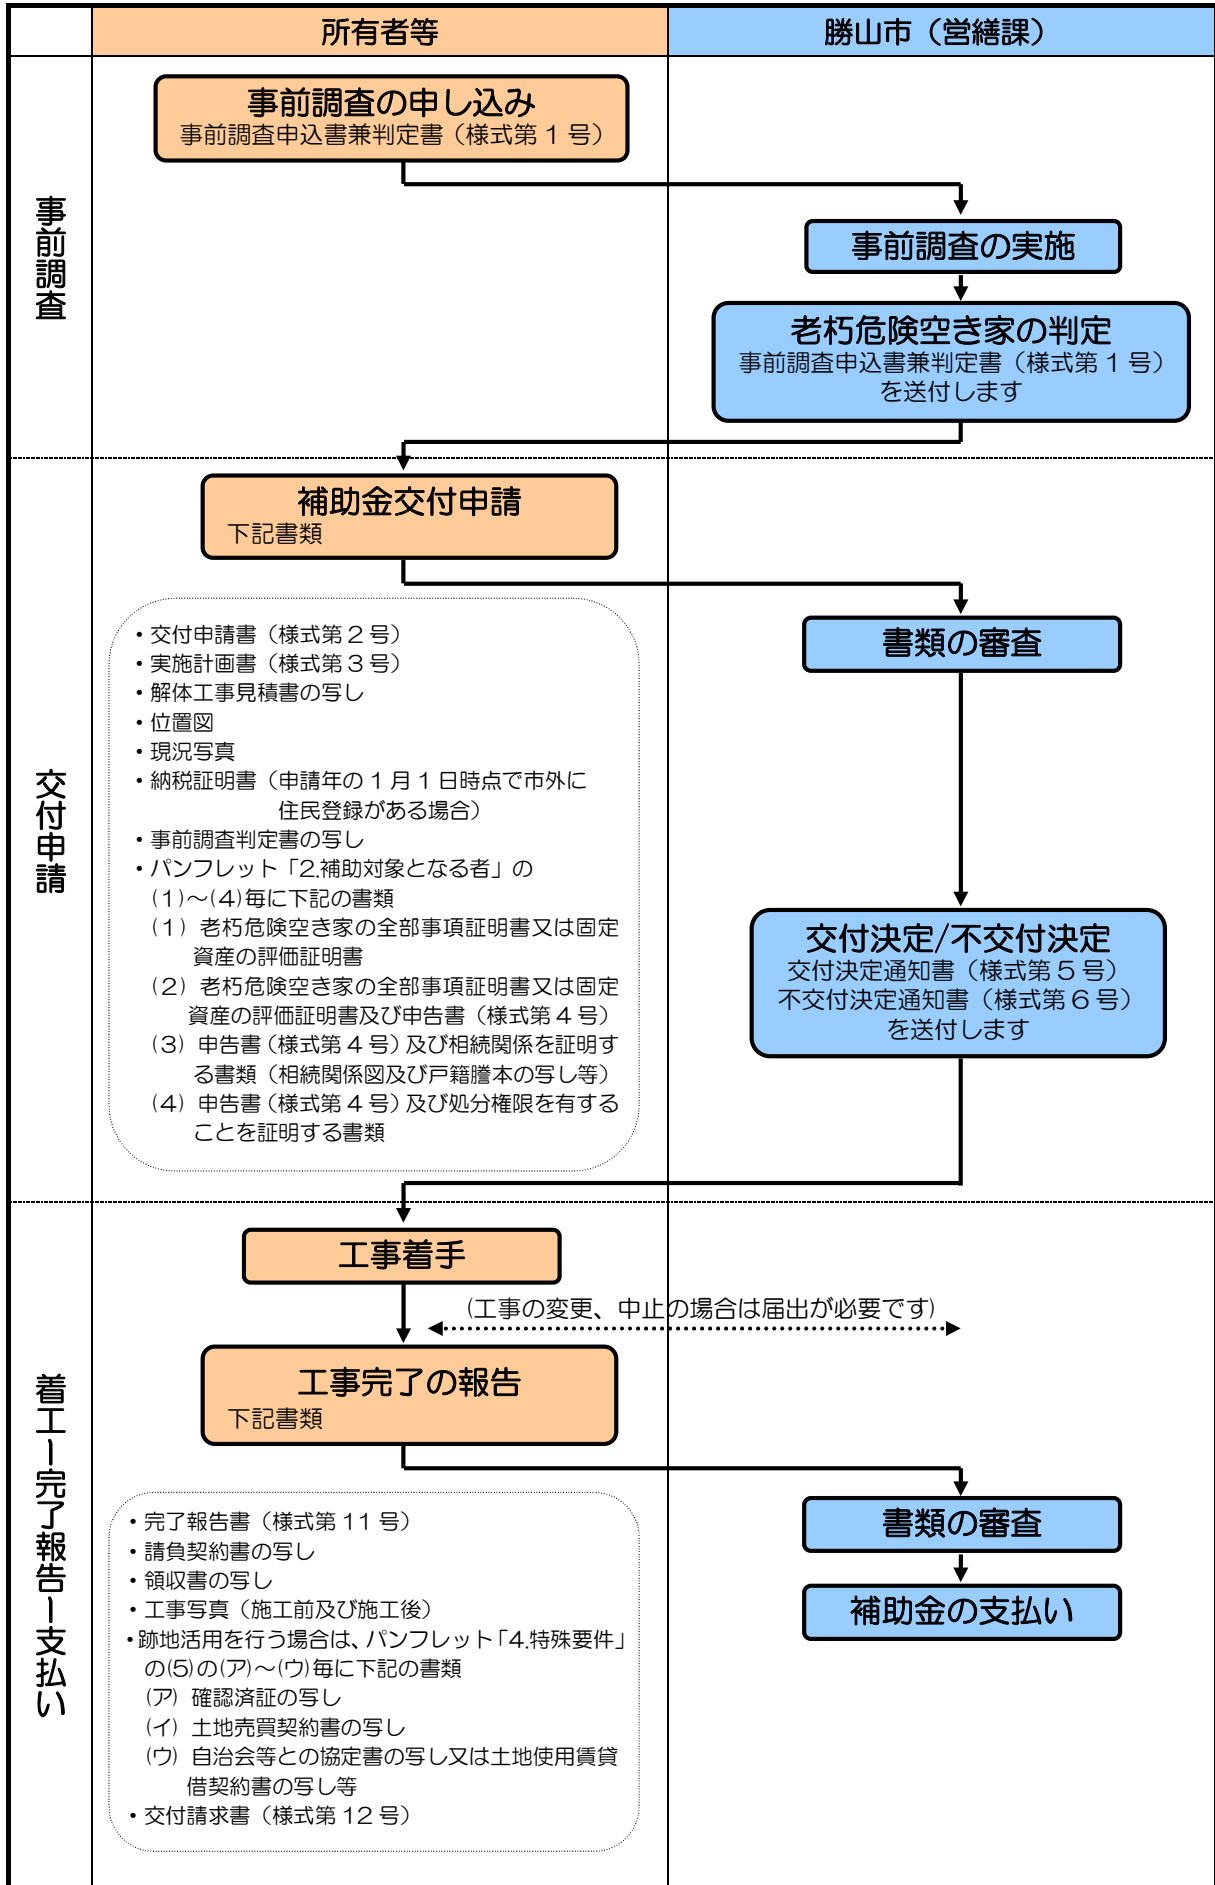 所有者等
勝山市（営繕課）
事前調査
事前調査の申し込み
事前調査申込書兼判定書（様式第１号）
事前調査の実施
老朽危険空き家の判定
事前調査申込書兼判定書（様式第１号）
を送付します
交付申請
補助金交付申請
下記書類
・交付申請書（様式第２号）
・実施計画書（様式第３号）
・解体工事見積書の写し
・位置図
・現況写真
・納税証明書（申請年の１月１日時点で市外に
住民登録がある場合）
・事前調査判定書の写し
・パンフレット「2.補助対象となる者」の
(1)～(4)毎に下記の書類
(1) 老朽危険空き家の全部事項証明書又は固定
資産の評価証明書
(2) 老朽危険空き家の全部事項証明書又は固定
資産の評価証明書及び申告書（様式第４号）
(3) 申告書（様式第４号）及び相続関係を証明す
る書類（相続関係図及び戸籍謄本の写し等）
(4) 申告書（様式第４号）及び処分権限を有する
ことを証明する書類
書類の審査
交付決定/不交付決定
交付決定通知書（様式第５号）
不交付決定通知書（様式第６号）
を送付します
着工ー完了報告ー支払い
工事着手
(工事の変更、中止の場合は届出が必要です)
工事完了の報告
下記書類
・完了報告書（様式第11号）
・請負契約書の写し
・領収書の写し
・工事写真（施工前及び施工後）
・跡地活用を行う場合は、パンフレット「4.特殊要件」
の(5)の(ア)～(ウ)毎に下記の書類
(ア) 確認済証の写し
(イ) 土地売買契約書の写し
(ウ) 自治会等との協定書の写し又は土地使用賃貸
借契約書の写し等
・交付請求書（様式第12号）
書類の審査
補助金の支払い